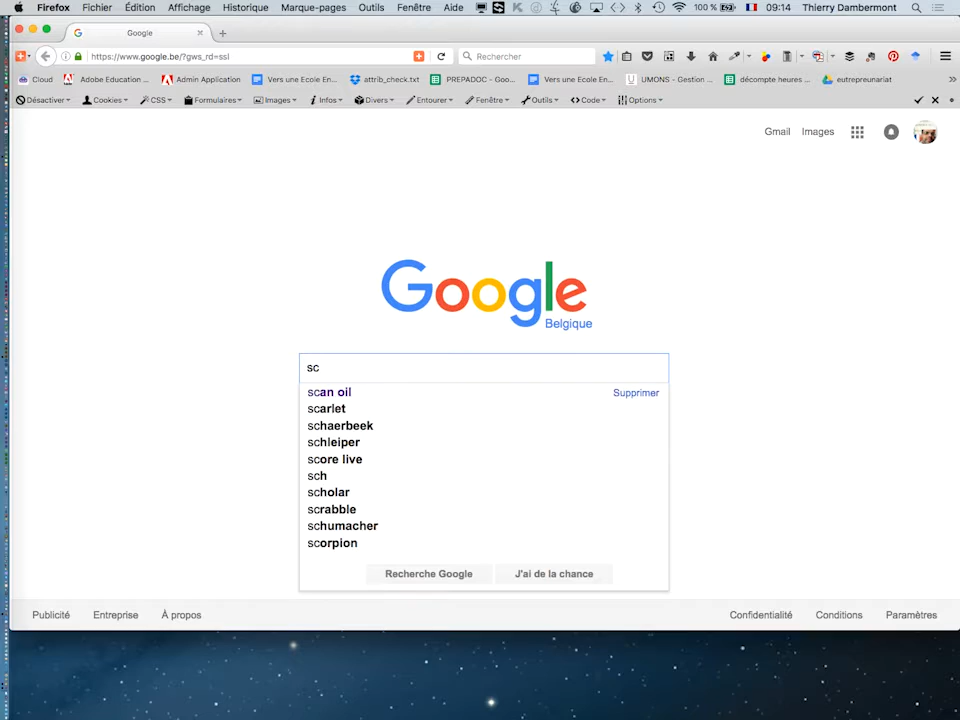 Firefox Fichier Édition Affichage Historique Marque-pages Outils Fenêtre Aide 100 % 09:14 Thierry Dambermont
Google
https://www.google.be/?gws_rd=ssl Rechercher
Cloud Adobe Education ... Admin Application Vers une Ecole En... attrib_check.txt PREPADOC - Goo... Vers une Ecole En... UMONS - Gestion ... décompte heures ... eutrepreunariat
Désactiver Cookies CSS Formulaires Images Infos Divers Entourer Fenêtre Outils Code Options
Gmail Images
Google
Belgique
sc
scan oil Supprimer
scarlet
schaerbeek
schleiper
score live
sch
scholar
scrabble
schumacher
scorpion
Recherche Google J'ai de la chance
Publicité Entreprise À propos Confidentialité Conditions Paramètres